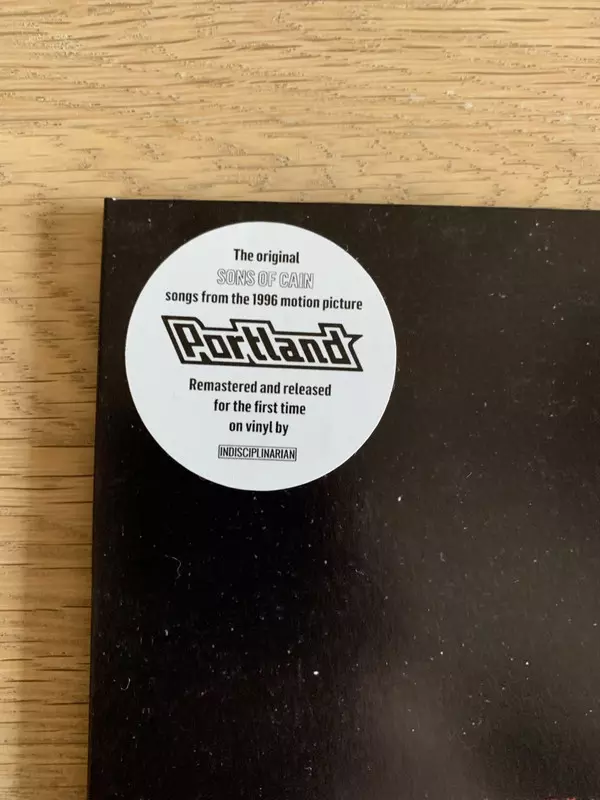 The original
SONS OF CAIN
songs from the 1996 motion picture
Portland
Remastered and released
for the first time
on vinyl by
INDISCIPLINARIAN